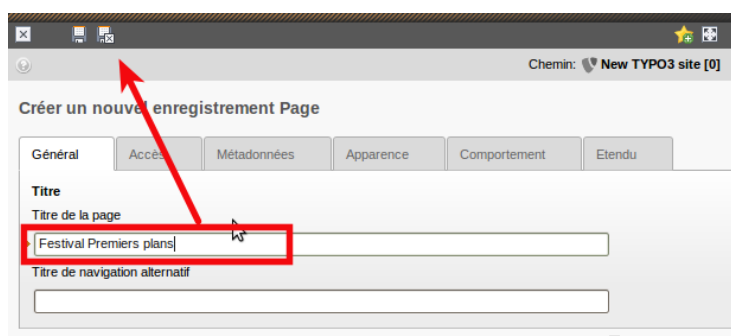 Chemin: New TYPO3 site [0]
Créer un nouvel enregistrement Page
Général Accès Métadonnées Apparence Comportement Etendu
Titre
Titre de la page
Festival Premiers plans
Titre de navigation alternatif